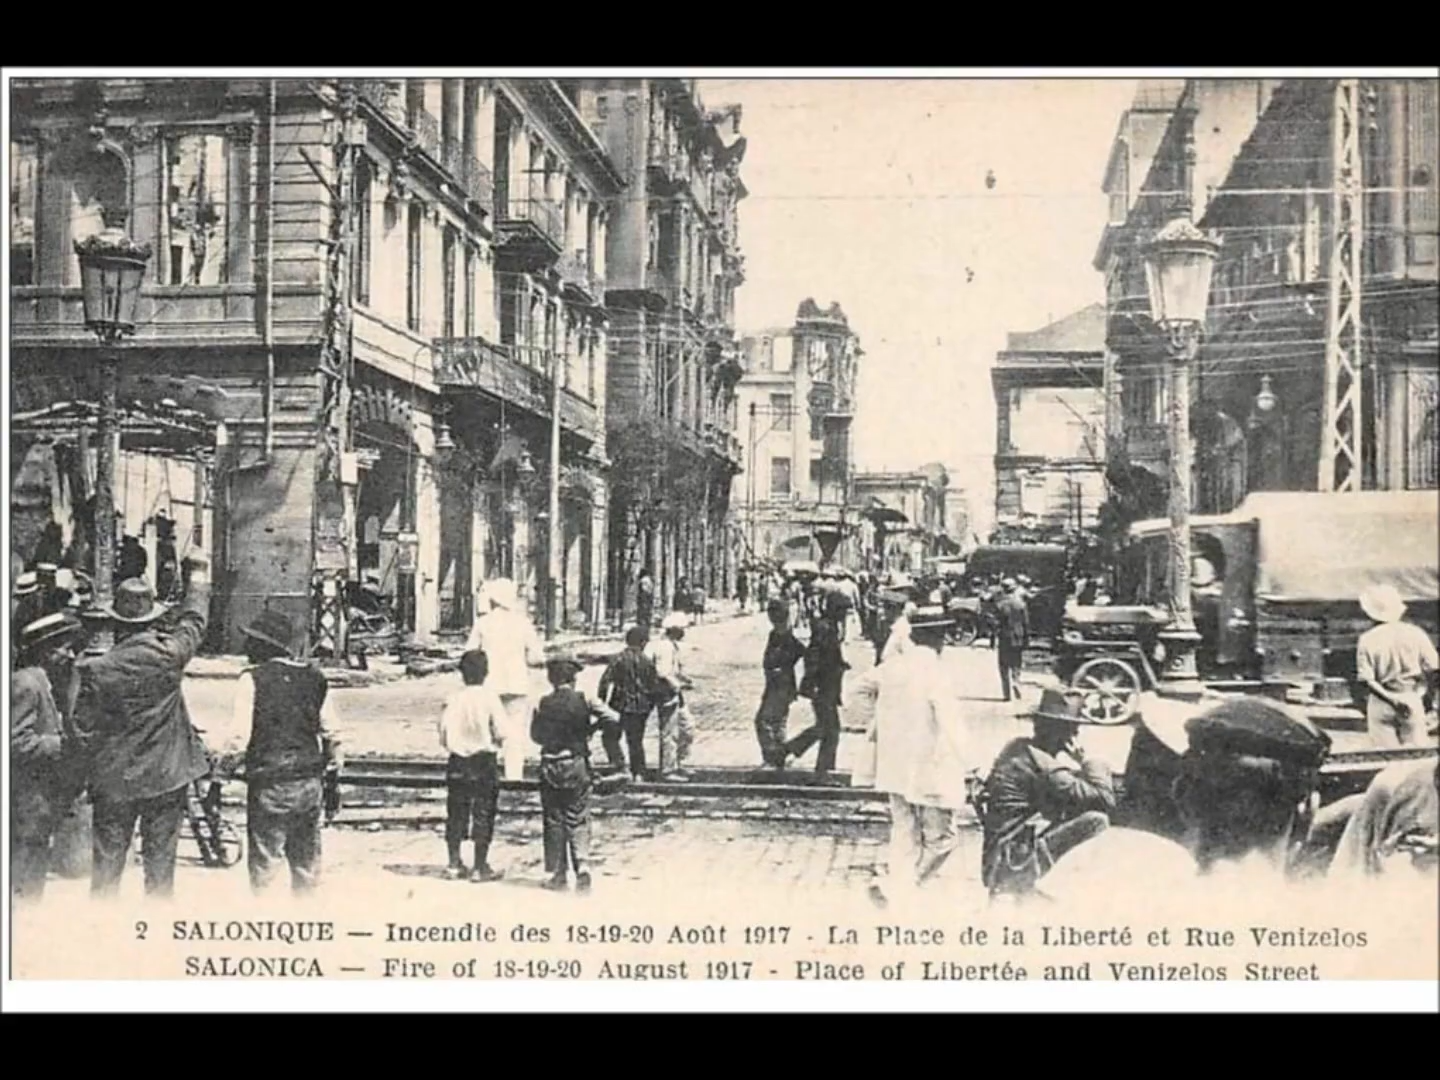 2 SALONIQUE — Incendie des 18-19-20 Août 1917 - La Place de la Liberté et Rue Venizelos
SALONICA — Fire of 18-19-20 August 1917 - Place of Libertée and Venizelos Street